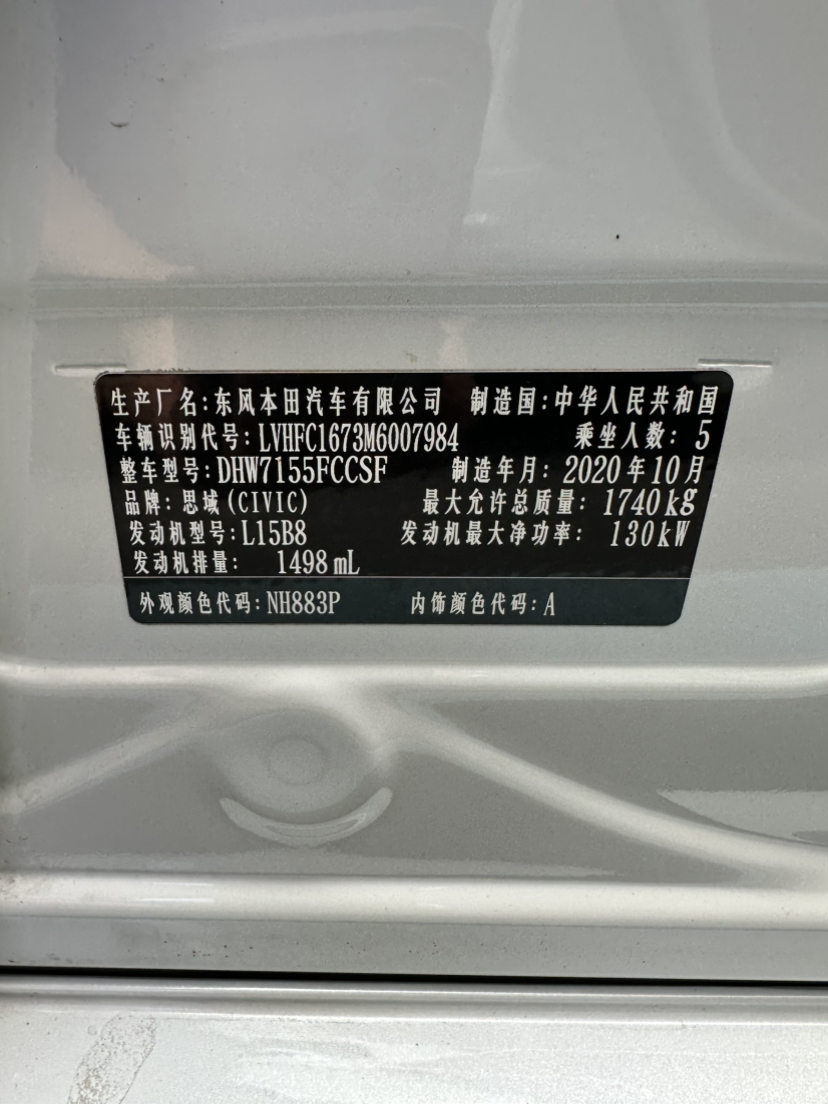 生产厂名:东风本田汽车有限公司 制造国:中华人民共和国
车辆识别代号:LVHFC1673M6007984 乘坐人数:5
整车型号:DHW7155FCCSF 制造年月:2020年10月
品牌:思域(CIVIC) 最大允许总质量:1740kg
发动机型号:L15B8 发动机最大净功率:130kW
发动机排量:1498mL
外观颜色代码:NH883P 内饰颜色代码:A